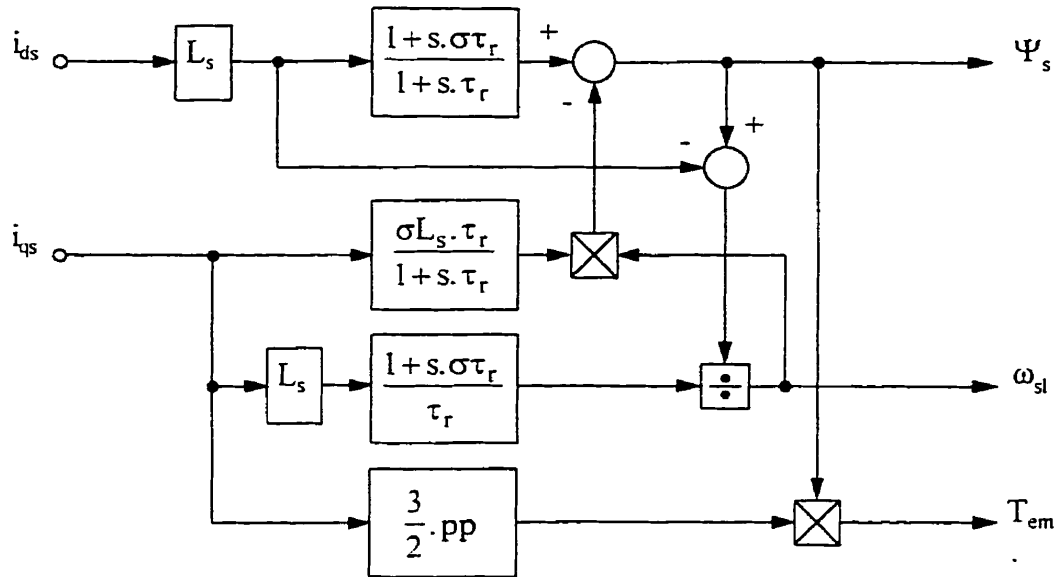 i_ds
L_s
1 + s.στ_r
1 + s.τ_r
+
-
Ψ_s
+
-
i_qs
σL_s.τ_r
1 + s.τ_r
L_s
1 + s.στ_r
τ_r
÷
ω_sl
3
2
.pp
T_em